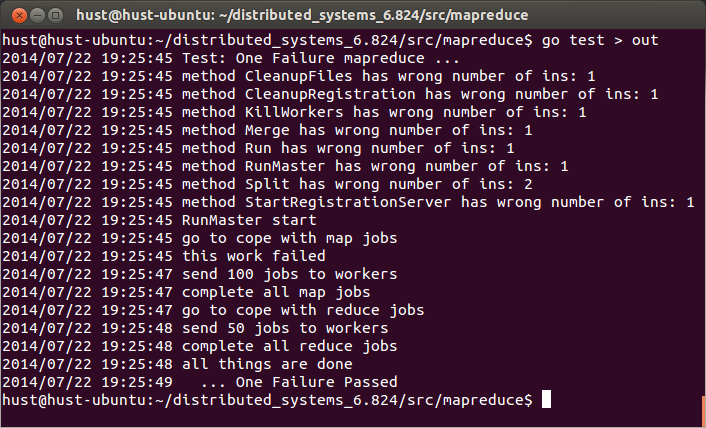 hust@hust-ubuntu: ~/distributed_systems_6.824/src/mapreduce
hust@hust-ubuntu:~/distributed_systems_6.824/src/mapreduce$ go test > out
2014/07/22 19:25:45 Test: One Failure mapreduce ...
2014/07/22 19:25:45 method CleanupFiles has wrong number of ins: 1
2014/07/22 19:25:45 method CleanupRegistration has wrong number of ins: 1
2014/07/22 19:25:45 method KillWorkers has wrong number of ins: 1
2014/07/22 19:25:45 method Merge has wrong number of ins: 1
2014/07/22 19:25:45 method Run has wrong number of ins: 1
2014/07/22 19:25:45 method RunMaster has wrong number of ins: 1
2014/07/22 19:25:45 method Split has wrong number of ins: 2
2014/07/22 19:25:45 method StartRegistrationServer has wrong number of ins: 1
2014/07/22 19:25:45 RunMaster start
2014/07/22 19:25:45 go to cope with map jobs
2014/07/22 19:25:45 this work failed
2014/07/22 19:25:47 send 100 jobs to workers
2014/07/22 19:25:47 complete all map jobs
2014/07/22 19:25:47 go to cope with reduce jobs
2014/07/22 19:25:48 send 50 jobs to workers
2014/07/22 19:25:48 complete all reduce jobs
2014/07/22 19:25:48 all things are done
2014/07/22 19:25:49   ... One Failure Passed
hust@hust-ubuntu:~/distributed_systems_6.824/src/mapreduce$